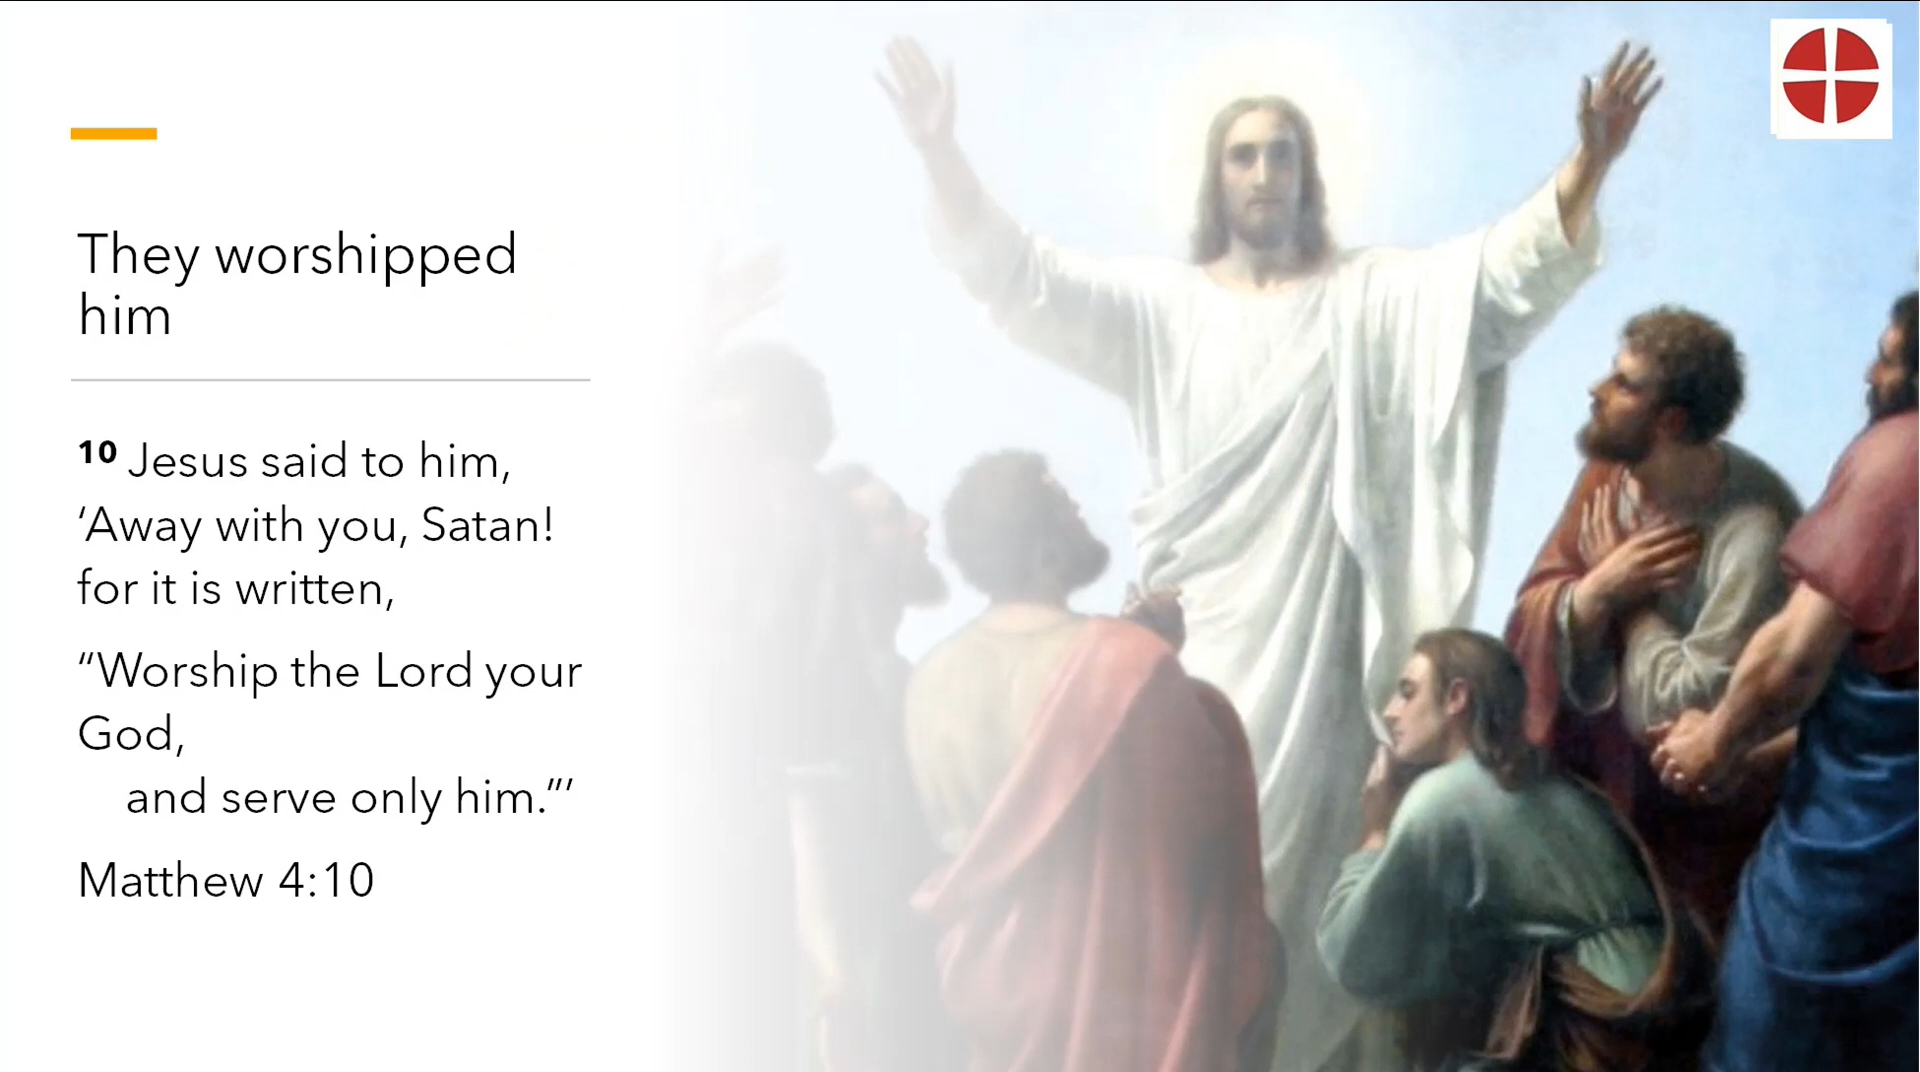 They worshipped
him
10 Jesus said to him,
‘Away with you, Satan!
for it is written,
“Worship the Lord your
God,
and serve only him.”’
Matthew 4:10